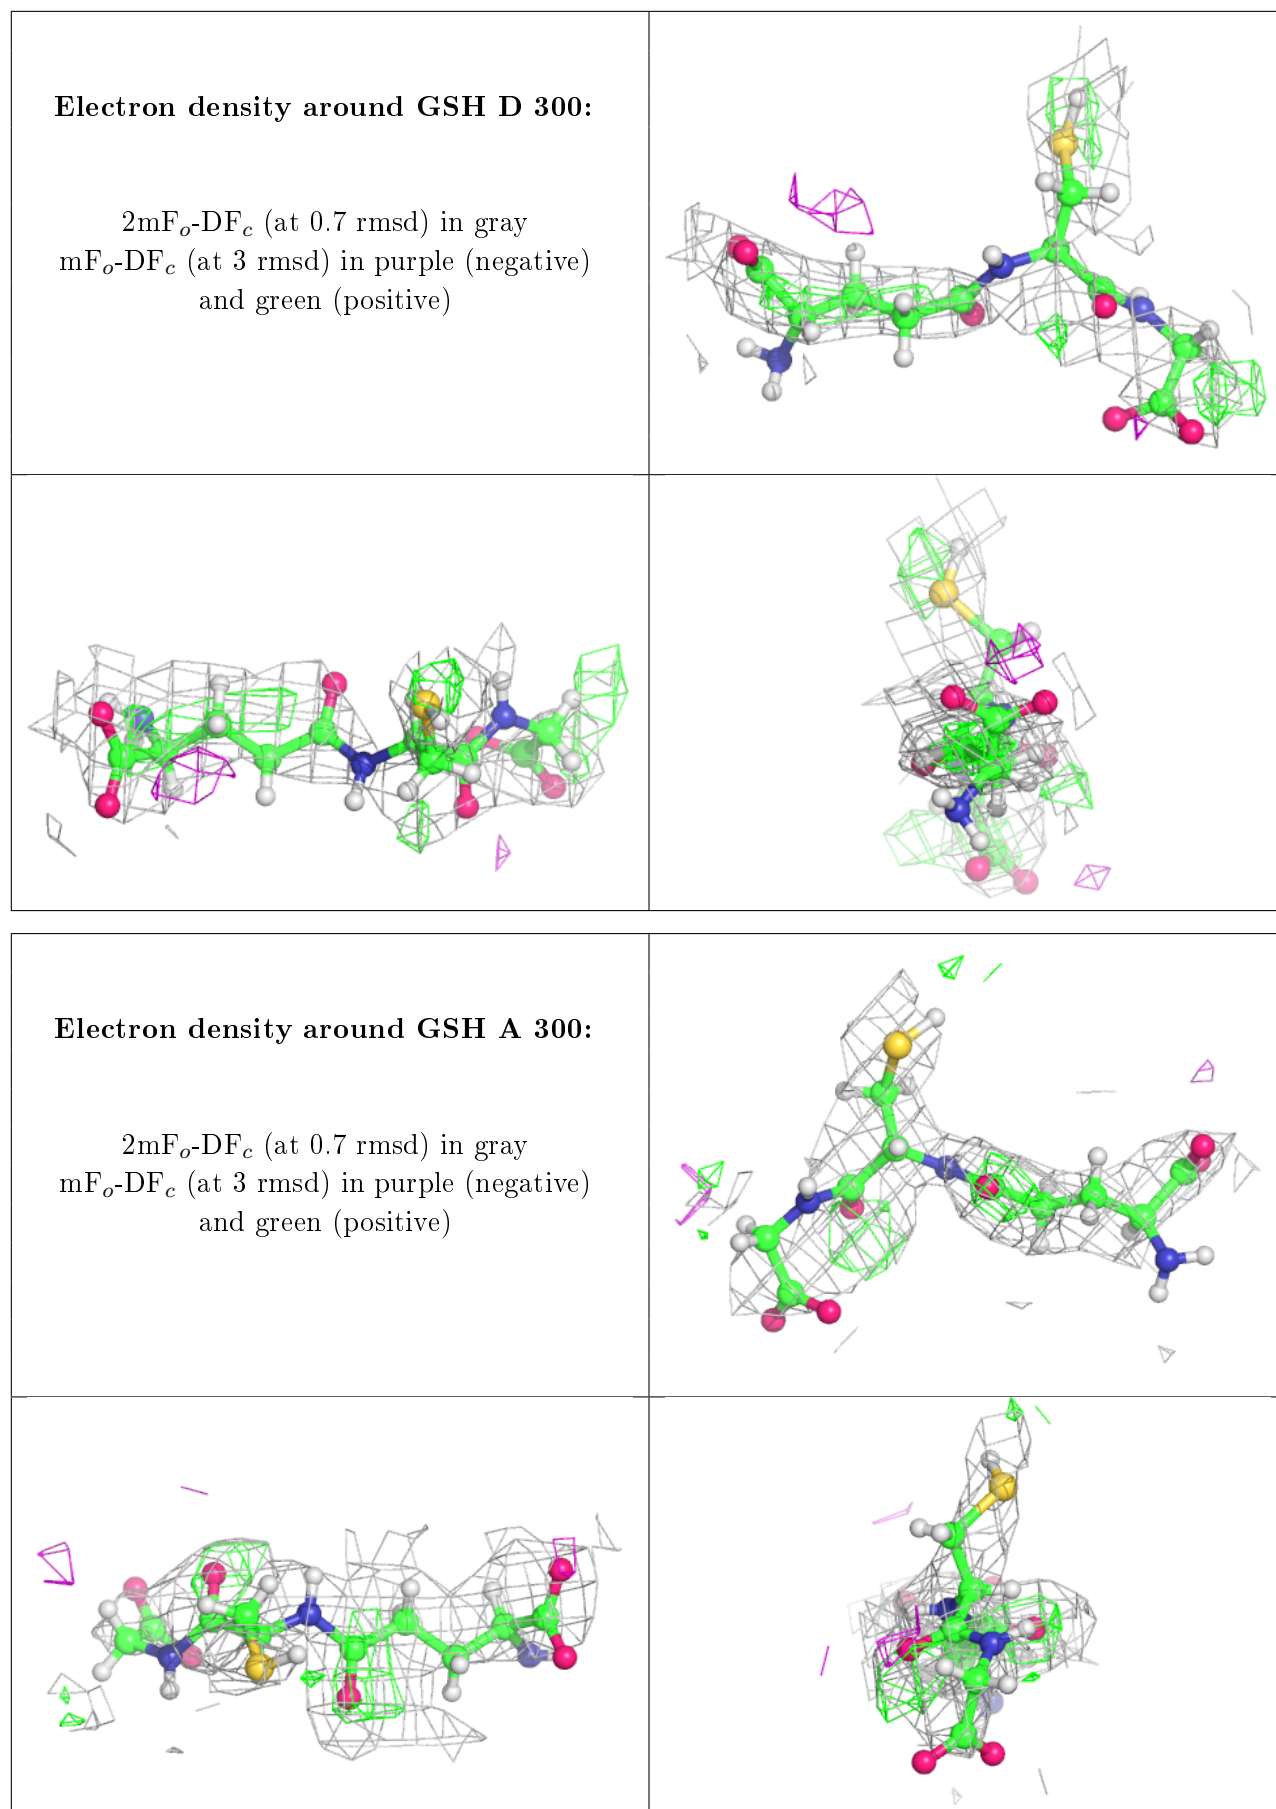 Electron density around GSH D 300:
2mFo-DFc (at 0.7 rmsd) in gray
mFo-DFc (at 3 rmsd) in purple (negative)
and green (positive)
Electron density around GSH A 300:
2mFo-DFc (at 0.7 rmsd) in gray
mFo-DFc (at 3 rmsd) in purple (negative)
and green (positive)